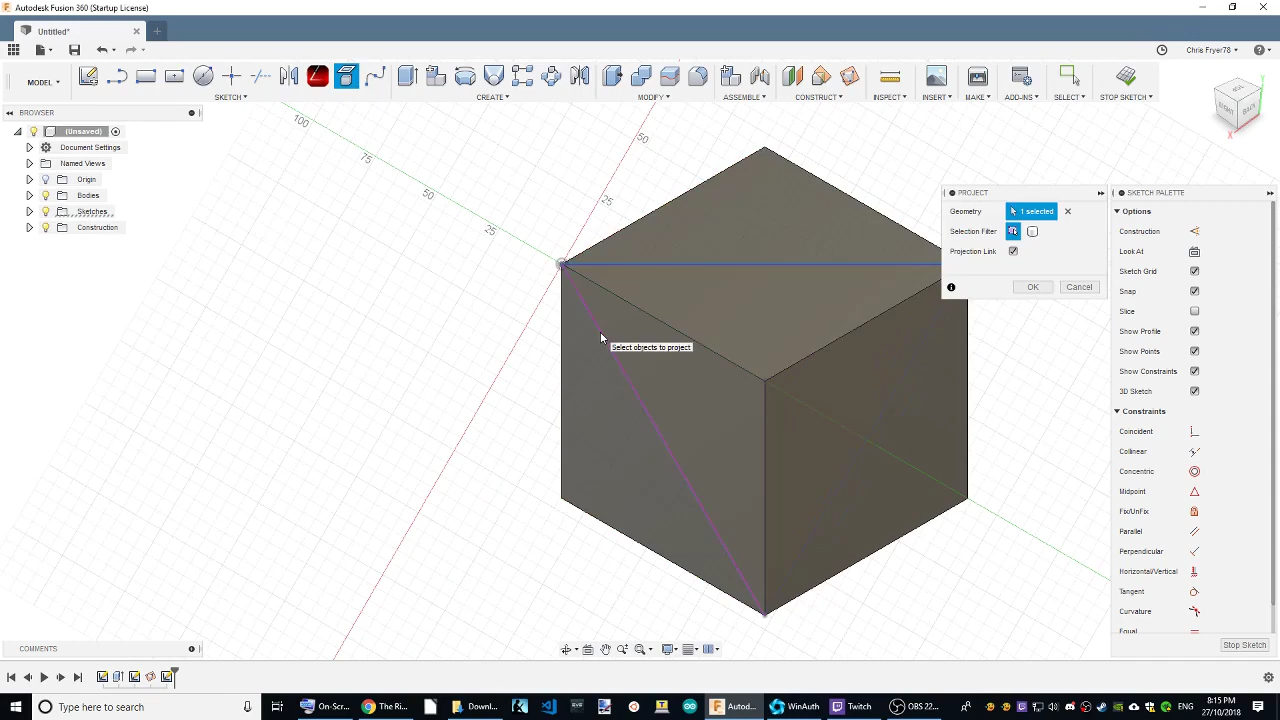 Autodesk Fusion 360 (Startup License)
Untitled*
Chris Fryer78
MODEL
SKETCH
CREATE
MODIFY
ASSEMBLE
CONSTRUCT
INSPECT
INSERT
MAKE
ADD-INS
SELECT
STOP SKETCH
BROWSER
(Unsaved)
Document Settings
Named Views
Origin
Bodies
Sketches
Construction
100
75
50
25
50
25
RIGHT
BACK
X
Y
PROJECT
Geometry
1 selected
Selection Filter
Projection Link
OK
Cancel
Select objects to project
SKETCH PALETTE
Options
Construction
Look At
Sketch Grid
Snap
Slice
Show Profile
Show Points
Show Constraints
3D Sketch
Constraints
Coincident
Collinear
Concentric
Midpoint
Fix/UnFix
Parallel
Perpendicular
Horizontal/Vertical
Tangent
Curvature
Equal
Stop Sketch
COMMENTS
Type here to search
On-Scr...
The Ri...
Downl...
Autod...
WinAuth
Twitch
OBS 22....
8:15 PM
27/10/2018